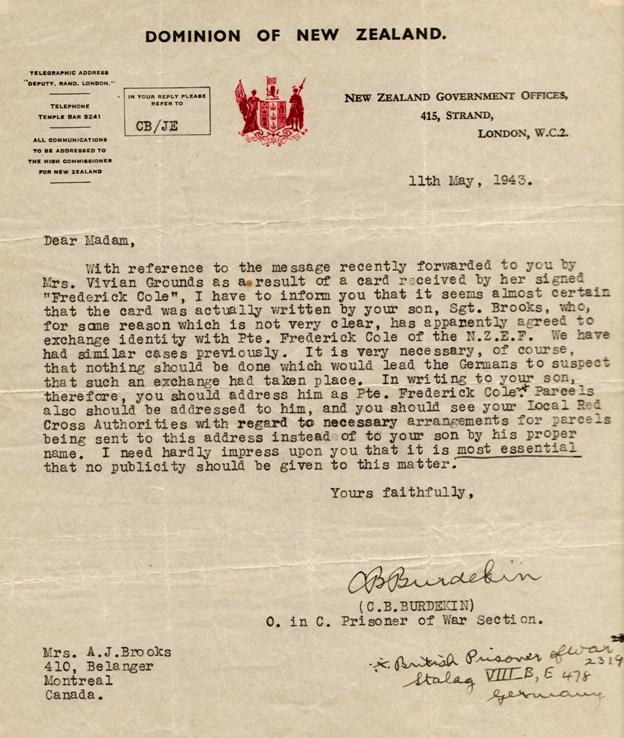 DOMINION OF NEW ZEALAND.
TELEGRAPHIC ADDRESS
"DEPUTY, RAND, LONDON."
TELEPHONE
TEMPLE BAR 3241
ALL COMMUNICATIONS
TO BE ADDRESSED TO
THE HIGH COMMISSIONER
FOR NEW ZEALAND
IN YOUR REPLY PLEASE
REFER TO
CB/JE
NEW ZEALAND GOVERNMENT OFFICES,
415, STRAND,
LONDON, W.C.2.
11th May, 1943.
Dear Madam,
With reference to the message recently forwarded to you by
Mrs. Vivian Grounds as a result of a card received by her signed
"Frederick Cole", I have to inform you that it seems almost certain
that the card was actually written by your son, Sgt. Brooks, who,
for some reason which is not very clear, has apparently agreed to
exchange identity with Pte. Frederick Cole of the N.Z.E.F. We have
had similar cases previously. It is very necessary, of course,
that nothing should be done which would lead the Germans to suspect
that such an exchange had taken place. In writing to your son,
therefore, you should address him as Pte. Frederick Cole.* Parcels
also should be addressed to him, and you should see your Local Red
Cross Authorities with regard to necessary arrangements for parcels
being sent to this address instead of to your son by his proper
name. I need hardly impress upon you that it is most essential
that no publicity should be given to this matter.
Yours faithfully,
CBBurdekin
(C.B.BURDEKIN)
O. in C. Prisoner of War Section.
Mrs. A.J.Brooks
410, Belanger
Montreal
Canada.
* British Prisoner of War
2319
Stalag VIII B, E 478
Germany